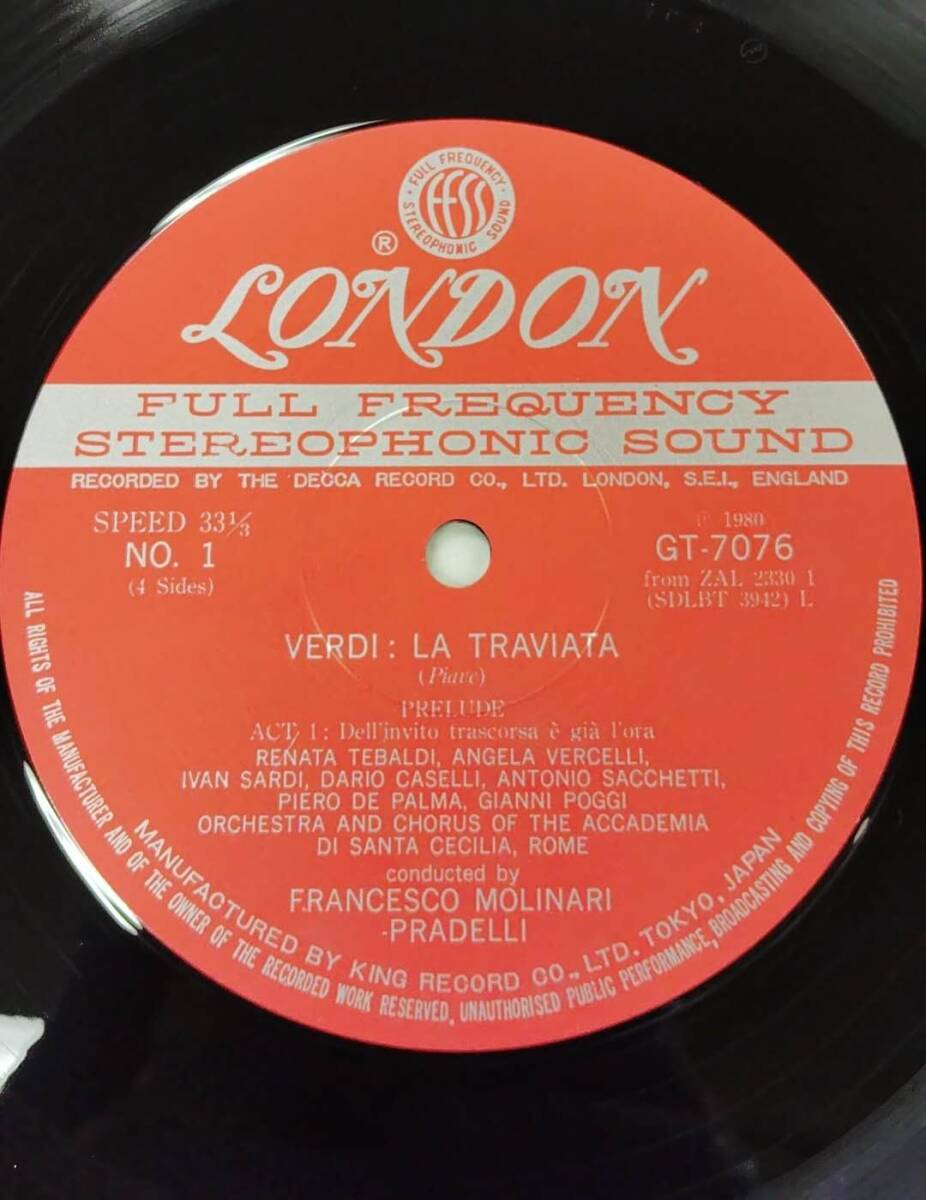 FULL FREQUENCY
STEREOPHONIC SOUND
FFSS
®
LONDON
FULL FREQUENCY
STEREOPHONIC SOUND
RECORDED BY THE DECCA RECORD CO., LTD. LONDON, S.E.I., ENGLAND
SPEED 33⅓
NO. 1
(4 Sides)
℗ 1980
GT-7076
from ZAL 2330 1
(SDLBT 3942) L
VERDI : LA TRAVIATA
(Piave)
PRELUDE
ACT 1 : Dell'invito trascorsa è già l'ora
RENATA TEBALDI, ANGELA VERCELLI,
IVAN SARDI, DARIO CASELLI, ANTONIO SACCHETTI,
PIERO DE PALMA, GIANNI POGGI
ORCHESTRA AND CHORUS OF THE ACCADEMIA
DI SANTA CECILIA, ROME
conducted by
FRANCESCO MOLINARI
-PRADELLI
MANUFACTURED BY KING RECORD CO., LTD. TOKYO, JAPAN
ALL RIGHTS OF THE MANUFACTURER AND OF THE OWNER OF THE RECORDED WORK RESERVED, UNAUTHORISED PUBLIC PERFORMANCE, BROADCASTING AND COPYING OF THIS RECORD PROHIBITED